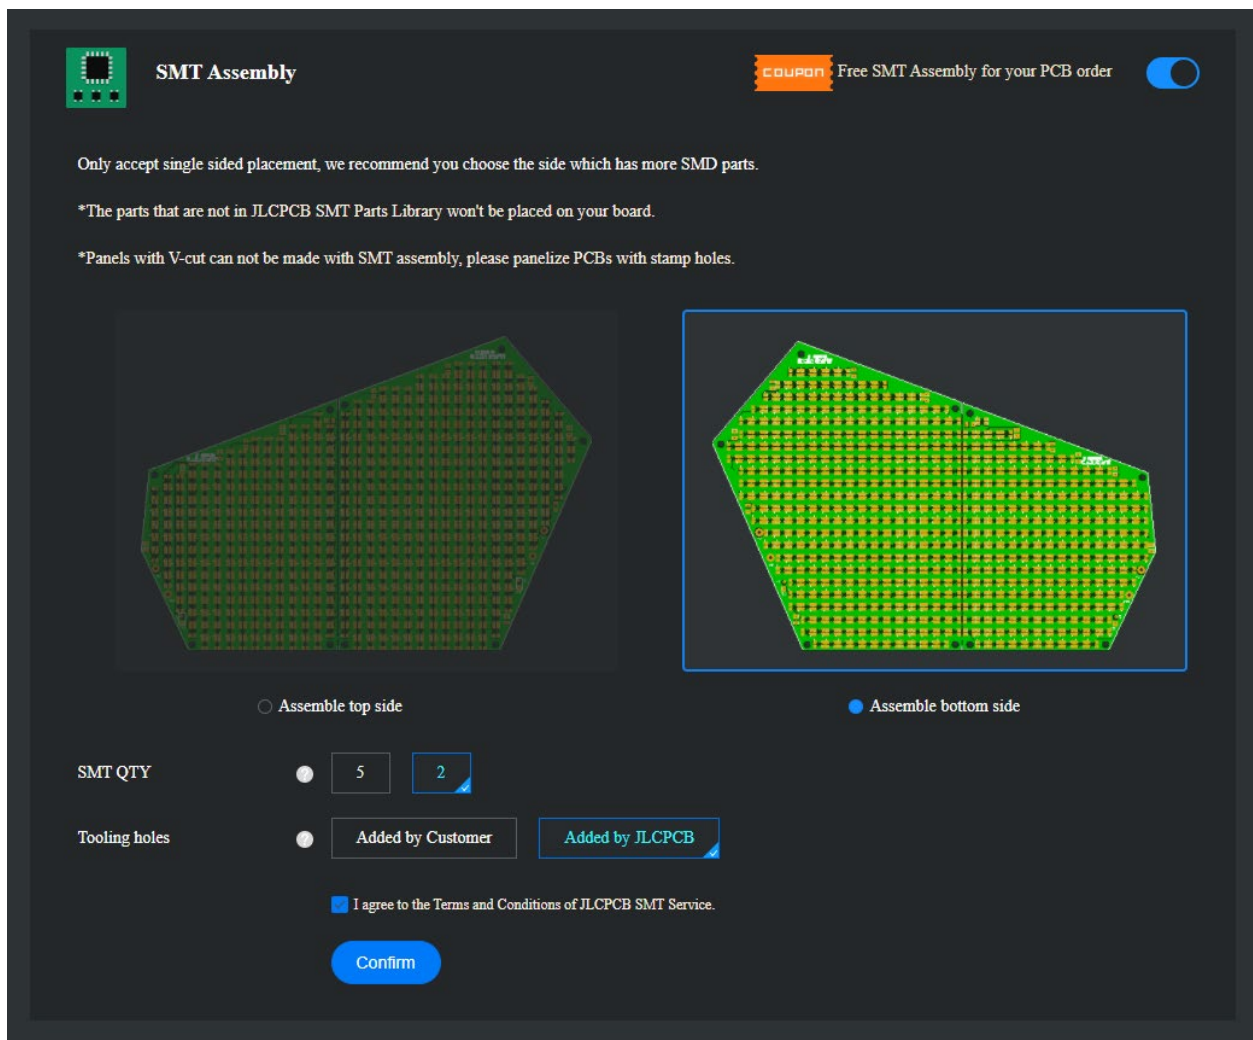 SMT Assembly
COUPON Free SMT Assembly for your PCB order
Only accept single sided placement, we recommend you choose the side which has more SMD parts.
*The parts that are not in JLCPCB SMT Parts Library won't be placed on your board.
*Panels with V-cut can not be made with SMT assembly, please panelize PCBs with stamp holes.
Assemble top side
Assemble bottom side
SMT QTY ? 5 2
Tooling holes ? Added by Customer Added by JLCPCB
I agree to the Terms and Conditions of JLCPCB SMT Service.
Confirm